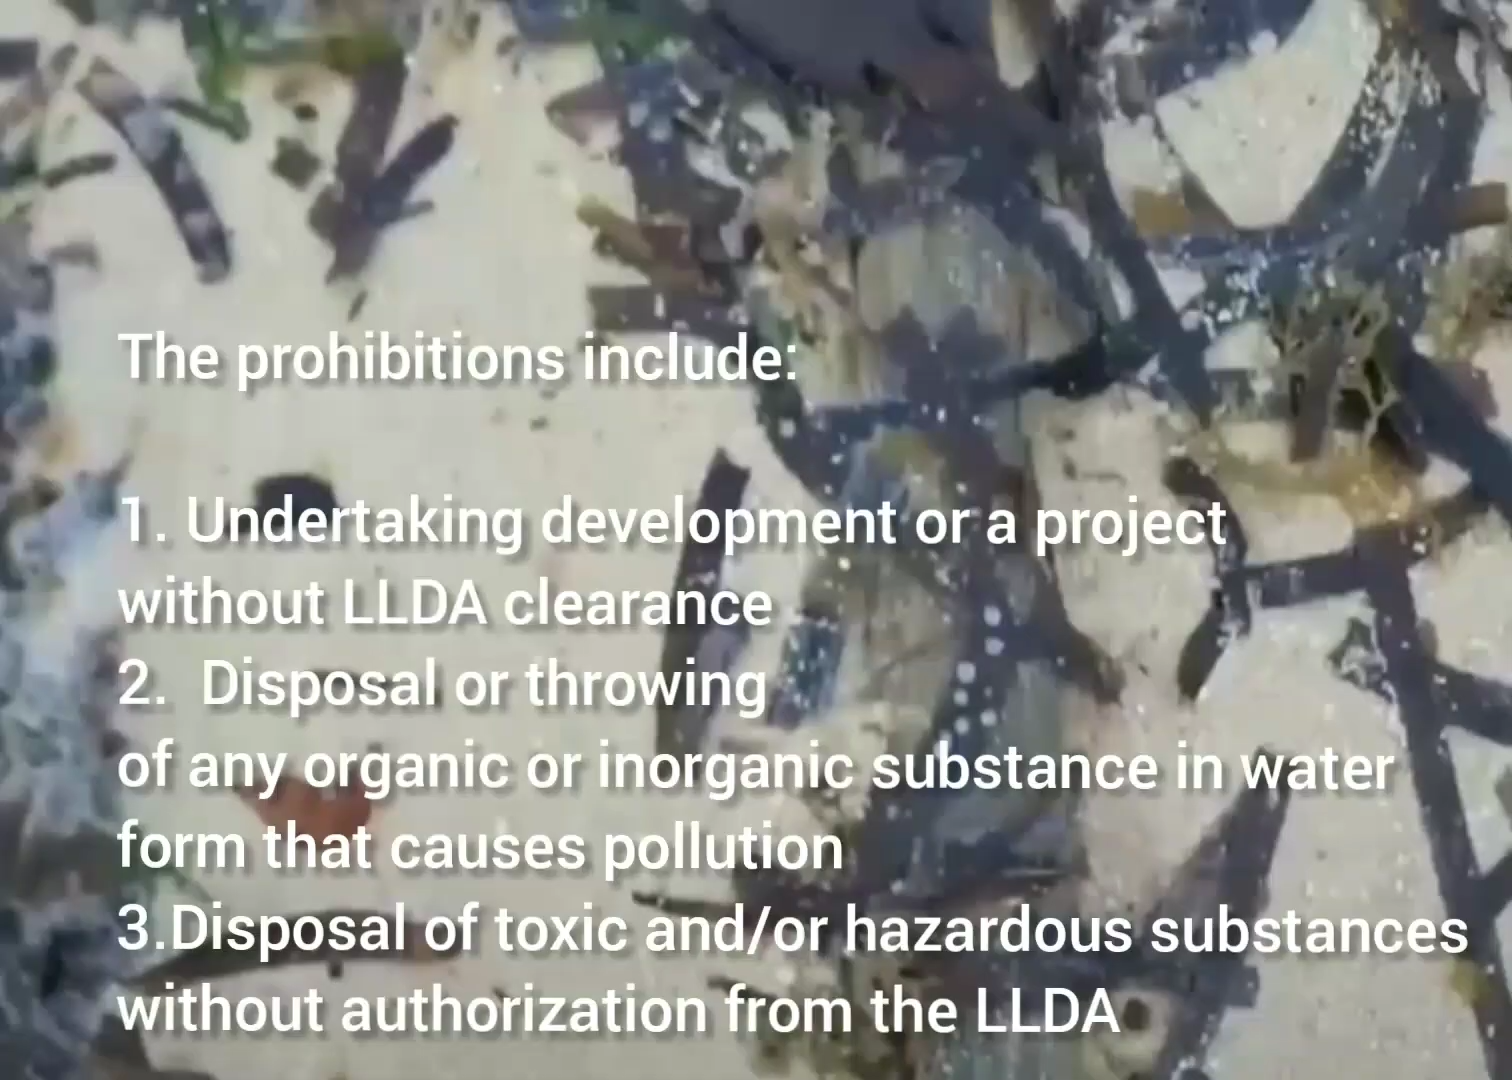 The prohibitions include:
1. Undertaking development or a project
without LLDA clearance
2. Disposal or throwing
of any organic or inorganic substance in water
form that causes pollution
3.Disposal of toxic and/or hazardous substances
without authorization from the LLDA